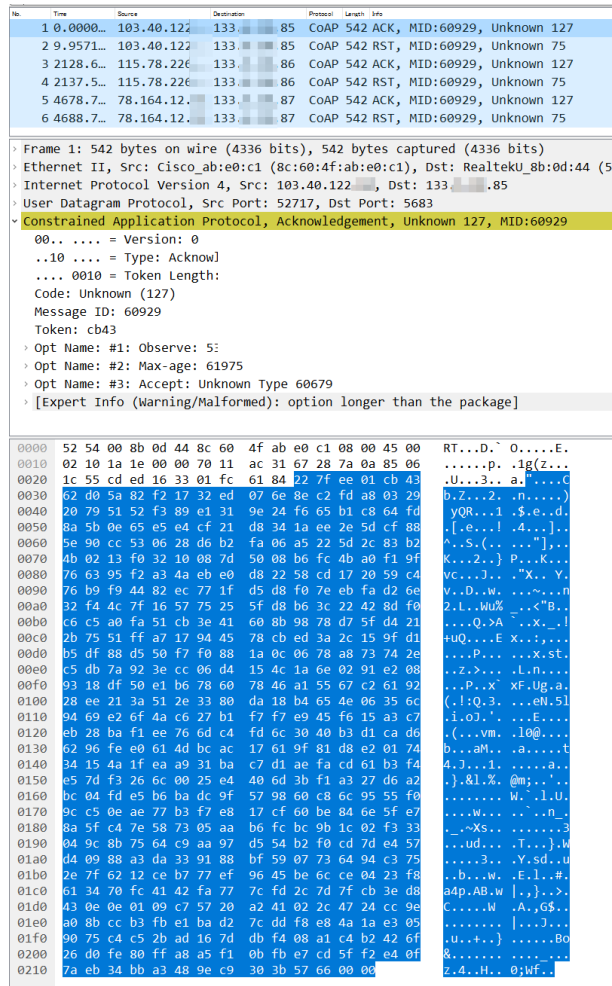 No. Time Source Destination Protocol Length Info
1 0.0000… 103.40.122 133. 85 CoAP 542 ACK, MID:60929, Unknown 127
2 9.9571… 103.40.122 133. 85 CoAP 542 RST, MID:60929, Unknown 75
3 2128.6… 115.78.226 133. 86 CoAP 542 ACK, MID:60929, Unknown 127
4 2137.5… 115.78.226 133. 86 CoAP 542 RST, MID:60929, Unknown 75
5 4678.7… 78.164.12. 133. 87 CoAP 542 ACK, MID:60929, Unknown 127
6 4688.7… 78.164.12. 133. 87 CoAP 542 RST, MID:60929, Unknown 75
Frame 1: 542 bytes on wire (4336 bits), 542 bytes captured (4336 bits)
Ethernet II, Src: Cisco_ab:e0:c1 (8c:60:4f:ab:e0:c1), Dst: RealtekU_8b:0d:44 (5
Internet Protocol Version 4, Src: 103.40.122 , Dst: 133. .85
User Datagram Protocol, Src Port: 52717, Dst Port: 5683
Constrained Application Protocol, Acknowledgement, Unknown 127, MID:60929
00.. .... = Version: 0
..10 .... = Type: Acknowl
.... 0010 = Token Length:
Code: Unknown (127)
Message ID: 60929
Token: cb43
Opt Name: #1: Observe:
Opt Name: #2: Max-age: 61975
Opt Name: #3: Accept: Unknown Type 60679
[Expert Info (Warning/Malformed): option longer than the package]
0000 52 54 00 8b 0d 44 8c 60 4f ab e0 c1 08 00 45 00 RT...D.` O.....E.
0010 02 10 1a 1e 00 00 70 11 ac 31 67 28 7a 0a 85 06 ......p. .1g(z...
0020 1c 55 cd ed 16 33 01 fc 61 84 22 7f ee 01 cb 43 .U...3.. a."....C
0030 62 d0 5a 82 f2 17 32 ed 07 6e 8e c2 fd a8 03 29 b.Z...2. .n.....)
0040 20 79 51 52 f3 89 e1 31 9e 24 f6 65 b1 c8 64 fd yQR...1 .$.e..d.
0050 8a 5b 0e 65 e5 e4 cf 21 d8 34 1a ee 2e 5d cf 88 .[.e...! .4...]..
0060 5e 90 cc 53 06 28 d6 b2 fa 06 a5 22 5d 2c 83 b2 ^..S.(.. ..."],..
0070 4b 02 13 f0 32 10 08 7d 50 08 b6 fc 4b a0 f1 9f K...2..} P...K...
0080 76 63 95 f2 a3 4a eb e0 d8 22 58 cd 17 20 59 c4 vc...J.. ."X.. Y.
0090 76 b9 f9 44 82 ec 77 1f d5 d8 f0 7e eb fa d2 6e v..D..w. ...~...n
00a0 32 f4 4c 7f 16 57 75 25 5f d8 b6 3c 22 42 8d f0 2.L..Wu% _..<"B..
00b0 c6 c5 a0 fa 51 cb 3e 41 60 8b 98 78 d7 5f d4 21 ....Q.>A `..x._.!
00c0 2b 75 51 ff a7 17 94 45 78 cb ed 3a 2c 15 9f d1 +uQ....E x..:,...
00d0 b5 df 88 d5 50 f7 f0 88 1a 0c 06 78 a8 73 74 2e ....P... ...x.st.
00e0 c5 db 7a 92 3e cc 06 d4 15 4c 1a 6e 02 91 e2 08 ..z.>... .L.n....
00f0 93 18 df 50 e1 b6 78 60 78 46 a1 55 67 c2 61 92 ...P..x` xF.Ug.a.
0100 28 ee 21 3a 51 2e 33 80 da 18 b4 65 4e 06 35 6c (.!:Q.3. ...eN.5l
0110 94 69 e2 6f 4a c6 27 b1 f7 f7 e9 45 f6 15 a3 c7 .i.oJ.'. ...E....
0120 eb 28 ba f1 ee 76 6d c4 fd 6c 30 40 b3 d1 ca d6 .(...vm. .l0@....
0130 62 96 fe e0 61 4d bc ac 17 61 9f 81 d8 e2 01 74 b...aM.. .a.....t
0140 34 15 4a 1f ea a9 31 ba c7 d1 ae fa cd 61 b3 f4 4.J...1. .....a..
0150 e5 7d f3 26 6c 00 25 e4 40 6d 3b f1 a3 27 d6 a2 .}.&l.%. @m;..'..
0160 bc 04 fd e5 b6 ba dc 9f 57 98 60 c8 6c 95 55 f0 ........ W.`.l.U.
0170 9c c5 0e ae 77 b3 f7 e8 17 cf 60 be 84 6e 5f e7 ....w... ..`..n_.
0180 8a 5f c4 7e 58 73 05 aa b6 fc bc 9b 1c 02 f3 33 ._.~Xs.. .......3
0190 04 9c 8b 75 64 c9 aa 97 d5 54 b2 f0 cd 7d e4 57 ...ud... .T...}.W
01a0 d4 09 88 a3 da 33 91 88 bf 59 07 73 64 94 c3 75 .....3.. .Y.sd..u
01b0 2e 7f 62 12 ce b7 77 ef 96 45 be 6c ce 04 23 f8 ..b...w. .E.l..#.
01c0 61 34 70 fc 41 42 fa 77 7c fd 2c 7d 7f cb 3e d8 a4p.AB.w |.,}..>.
01d0 43 0e 0e 01 09 c7 57 20 a2 41 02 2c 47 24 cc 9e C.....W .A.,G$..
01e0 a0 8b cc b3 fb e1 ba d2 7c dd f8 e8 4a 1a e3 05 ........ |...J...
01f0 90 75 c4 c5 2b ad 16 7d db f4 08 a1 c4 b2 42 6f .u..+..} ......Bo
0200 26 d0 fe 80 ff a8 a5 f1 0b fb e7 cd 5f f2 e4 0f &....... ...._...
0210 7a eb 34 bb a3 48 9e c9 30 3b 57 66 00 00 z.4..H.. 0;Wf..